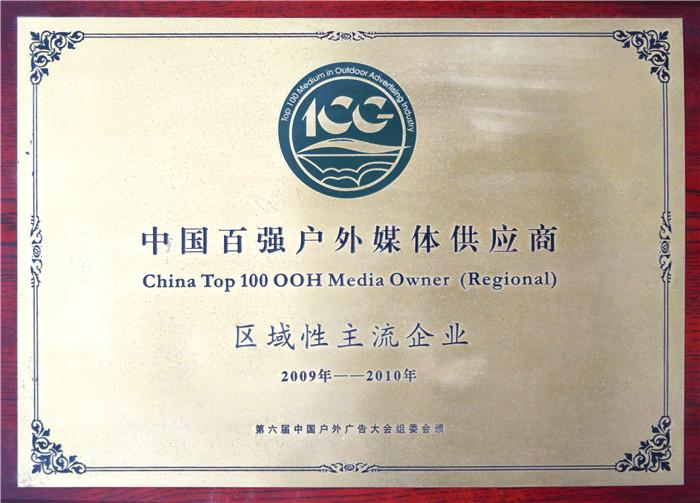 Top 100 Medium in Outdoor Advertising Industry
中国百强户外媒体供应商
China Top 100 OOH Media Owner (Regional)
区域性主流企业
2009年——2010年
第六届中国户外广告大会组委会颁